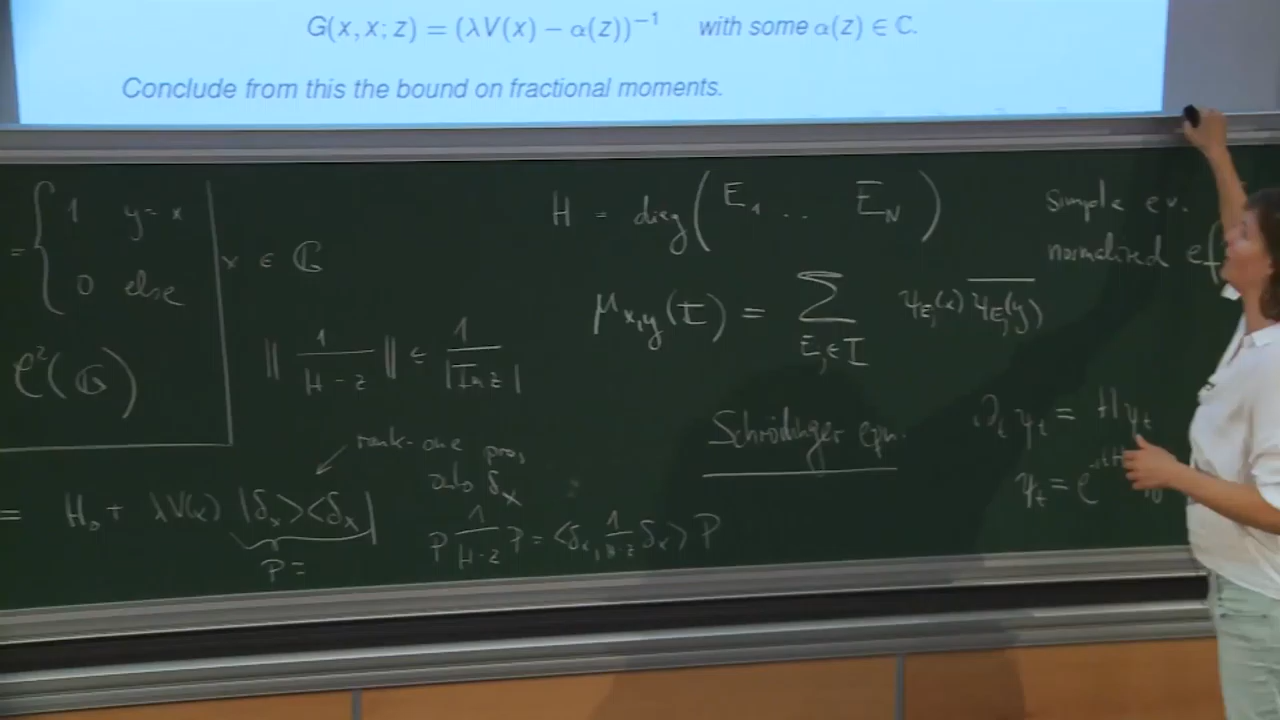 G(x, x; z) = (λV(x) − α(z))⁻¹ with some α(z) ∈ ℂ.
Conclude from this the bound on fractional moments.
= { 1 y = x
0 else
x ∈ 𝔾
ℓ²(𝔾)
‖ 1/(H-z) ‖ ≤ 1/|Im z|
rank-one proj
onto δ_x
= H₀ + λV(x) |δ_x><δ_x|
P =
P 1/(H-z) P = <δ_x, 1/(H-z) δ_x> P
H = diag (E₁ ... E_N)
simple ev.
normalized ef
μ_{x,y}(I) = Σ_{E_j ∈ I} ψ_{E_j}(x) \overline{ψ_{E_j}(y)}
Schrödinger eqn.
∂_t ψ_t = Hψ_t
ψ_t = e